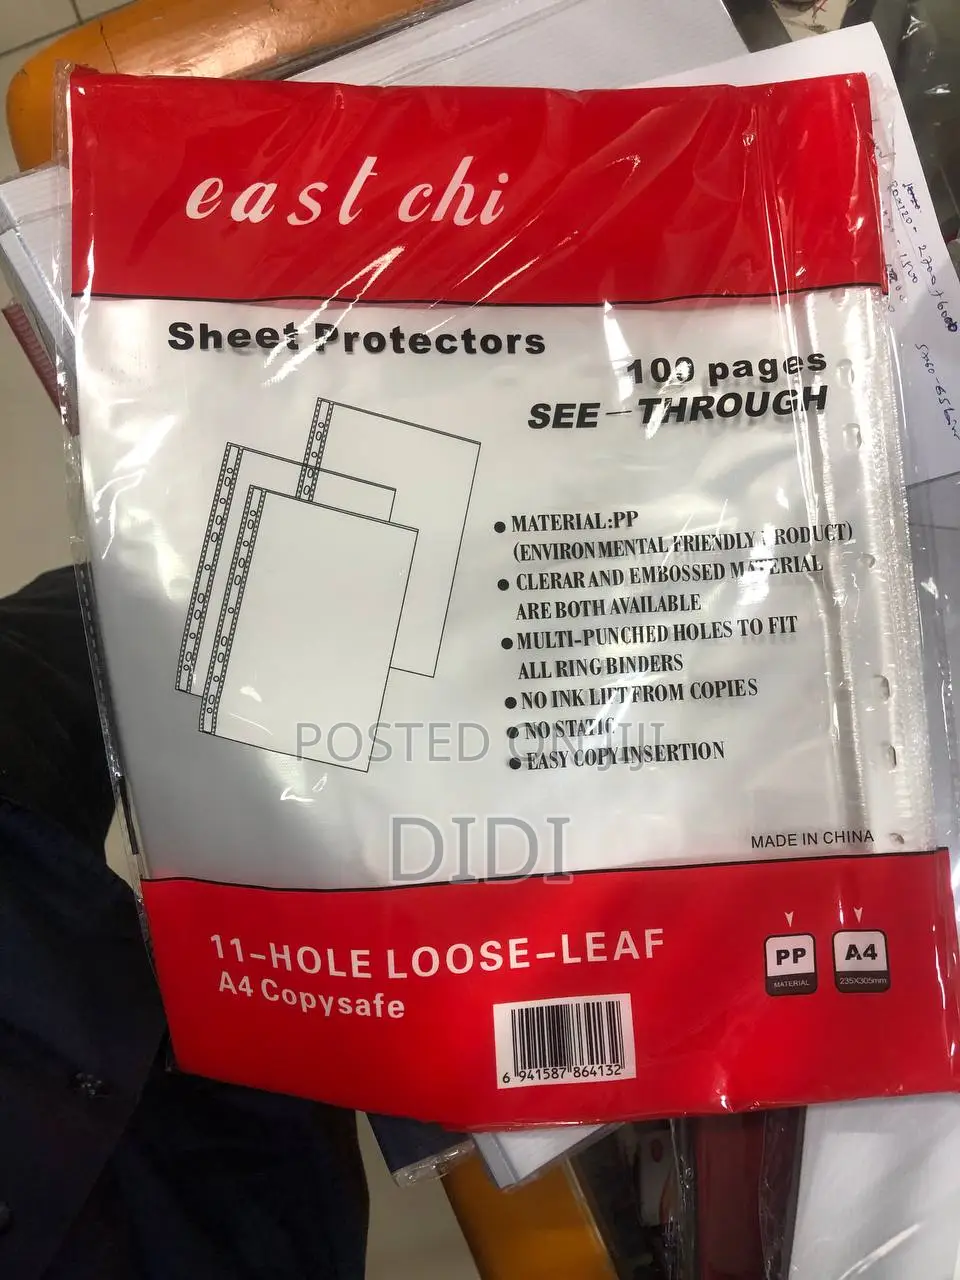 east chi
Sheet Protectors
100 pages
SEE-THROUGH
● MATERIAL:PP
(ENVIRONMENTAL FRIENDLY PRODUCT)
● CLERAR AND EMBOSSED MATERIAL
ARE BOTH AVAILABLE
● MULTI-PUNCHED HOLES TO FIT
ALL RING BINDERS
● NO INK LIFT FROM COPIES
● NO STATIC
● EASY COPY INSERTION
POSTED ON JIJI
DIDI
MADE IN CHINA
11-HOLE LOOSE-LEAF
A4 Copysafe
PP
MATERIAL
A4
235X305mm
6 941587 864132